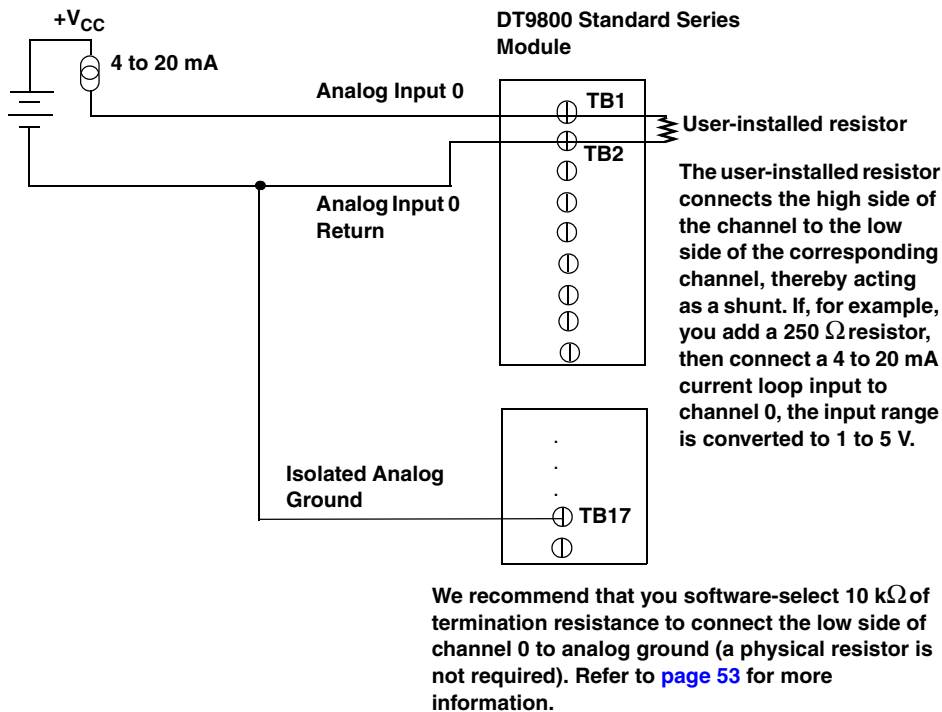 +VCC
4 to 20 mA
DT9800 Standard Series
Module
Analog Input 0
TB1
TB2
User-installed resistor
Analog Input 0
Return
The user-installed resistor
connects the high side of
the channel to the low
side of the corresponding
channel, thereby acting
as a shunt. If, for example,
you add a 250 Ω resistor,
then connect a 4 to 20 mA
current loop input to
channel 0, the input range
is converted to 1 to 5 V.
Isolated Analog
Ground
TB17
We recommend that you software-select 10 kΩ of
termination resistance to connect the low side of
channel 0 to analog ground (a physical resistor is
not required). Refer to page 53 for more
information.